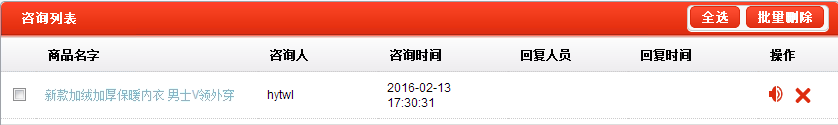 咨询列表 全选 批量删除
商品名字 咨询人 咨询时间 回复人员 回复时间 操作
新款加绒加厚保暖内衣 男士V领外穿 hytwl 2016-02-13
17:30:31